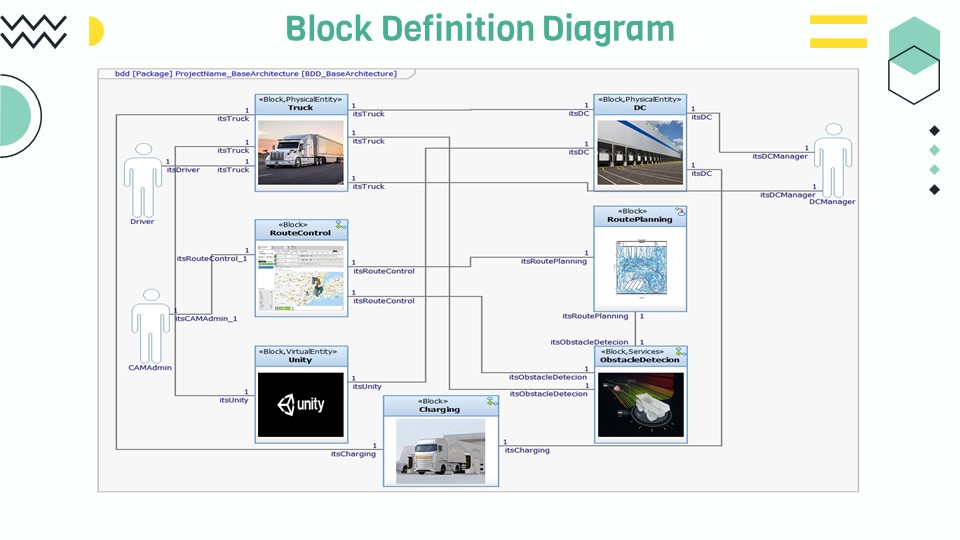 Block Definition Diagram
bdd [Package] ProjectName_BaseArchitecture [BDD_BaseArchitecture]
«Block,PhysicalEntity»
Truck
1
itsTruck
1
itsTruck
1
itsTruck
1
itsTruck
1
itsTruck
1
itsTruck
«Block,PhysicalEntity»
DC
1
itsDC
1
itsDC
1
itsDC
1
itsDC
1
itsDCManager
1
itsDCManager
DCManager
1
itsDriver
Driver
«Block»
RouteControl
1
itsRouteControl_1
1
itsRouteControl
1
itsRouteControl
«Block»
RoutePlanning
1
itsRoutePlanning
itsRoutePlanning
1
1
itsCAMAdmin_1
CAMAdmin
«Block,VirtualEntity»
Unity
unity
1
itsUnity
1
itsUnity
itsObstacleDetecion
1
«Block,Services»
ObstacleDetecion
1
itsObstacleDetecion
1
itsObstacleDetecion
«Block»
Charging
1
itsCharging
1
itsCharging